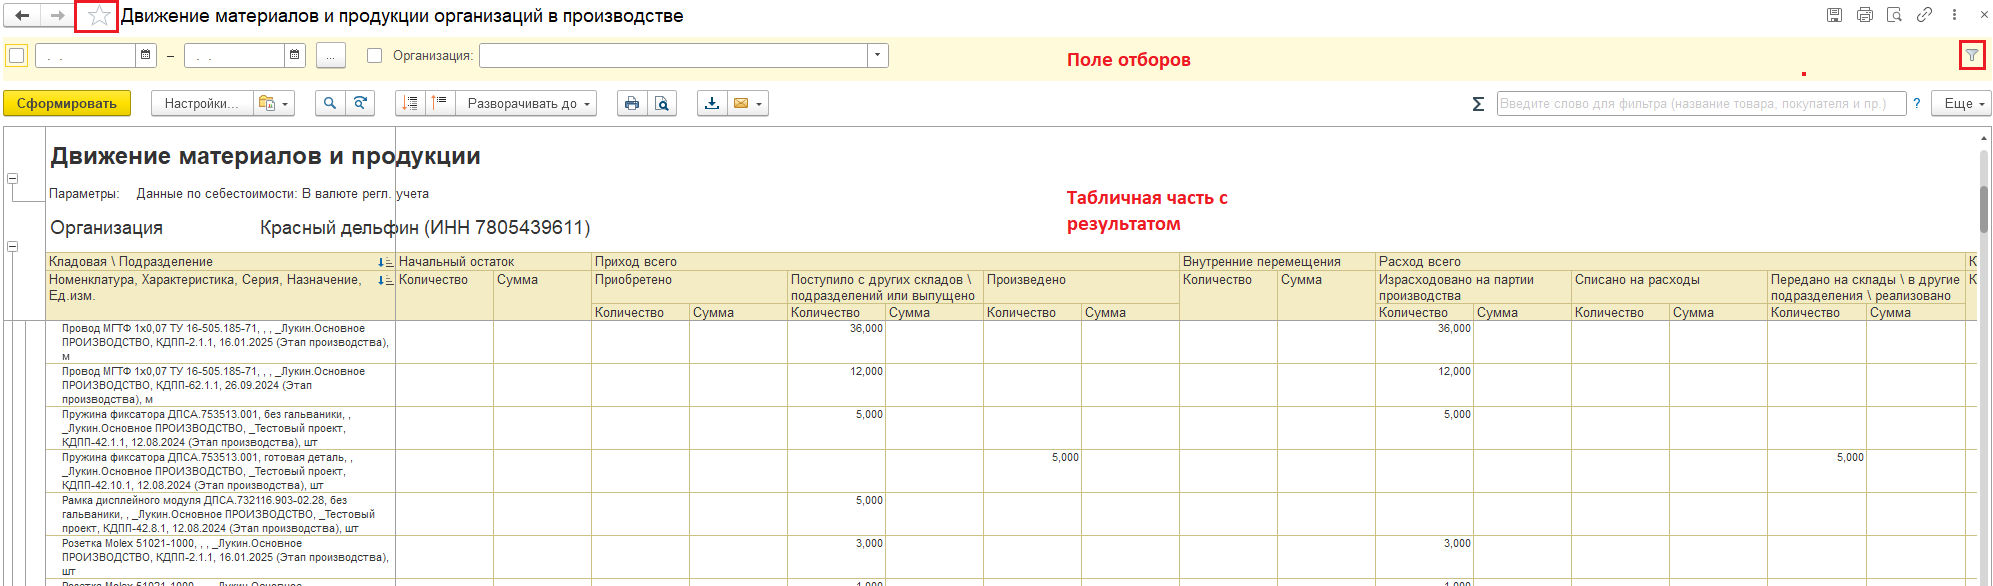 Движение материалов и продукции организаций в производстве
. . – . . ... Организация:
Поле отборов
Сформировать Настройки... Разворачивать до Σ Введите слово для фильтра (название товара, покупателя и пр.) ? Еще
Движение материалов и продукции
Параметры: Данные по себестоимости: В валюте регл. учета
Табличная часть с
результатом
Организация Красный дельфин (ИНН 7805439611)
Кладовая \ Подразделение Начальный остаток Приход всего Внутренние перемещения Расход всего К
Номенклатура, Характеристика, Серия, Назначение, Количество Сумма Приобретено Поступило с других складов \ Произведено Количество Сумма Израсходовано на партии Списано на расходы Передано на склады \ в другие К
Ед.изм. подразделений или выпущено производства подразделения \ реализовано
Количество Сумма Количество Сумма Количество Сумма Количество Сумма Количество Сумма Количество Сумма
Провод МГТФ 1х0,07 ТУ 16-505.185-71, , , _Лукин.Основное 36,000 36,000
ПРОИЗВОДСТВО, КДПП-2.1.1, 16.01.2025 (Этап производства),
м
Провод МГТФ 1х0,07 ТУ 16-505.185-71, , , _Лукин.Основное 12,000 12,000
ПРОИЗВОДСТВО, КДПП-62.1.1, 26.09.2024 (Этап
производства), м
Пружина фиксатора ДПСА.753513.001, без гальваники, , 5,000 5,000
_Лукин.Основное ПРОИЗВОДСТВО, _Тестовый проект,
КДПП-42.1.1, 12.08.2024 (Этап производства), шт
Пружина фиксатора ДПСА.753513.001, готовая деталь, , 5,000 5,000
_Лукин.Основное ПРОИЗВОДСТВО, _Тестовый проект,
КДПП-42.10.1, 12.08.2024 (Этап производства), шт
Рамка дисплейного модуля ДПСА.732116.903-02.28, без 5,000
гальваники, , _Лукин.Основное ПРОИЗВОДСТВО, _Тестовый
проект, КДПП-42.8.1, 12.08.2024 (Этап производства), шт
Розетка Molex 51021-1000, , , _Лукин.Основное 3,000 3,000
ПРОИЗВОДСТВО, КДПП-2.1.1, 16.01.2025 (Этап производства),
шт
Розетка Molex 51021-1000, , , _Лукин.Основное 1,000 1,000